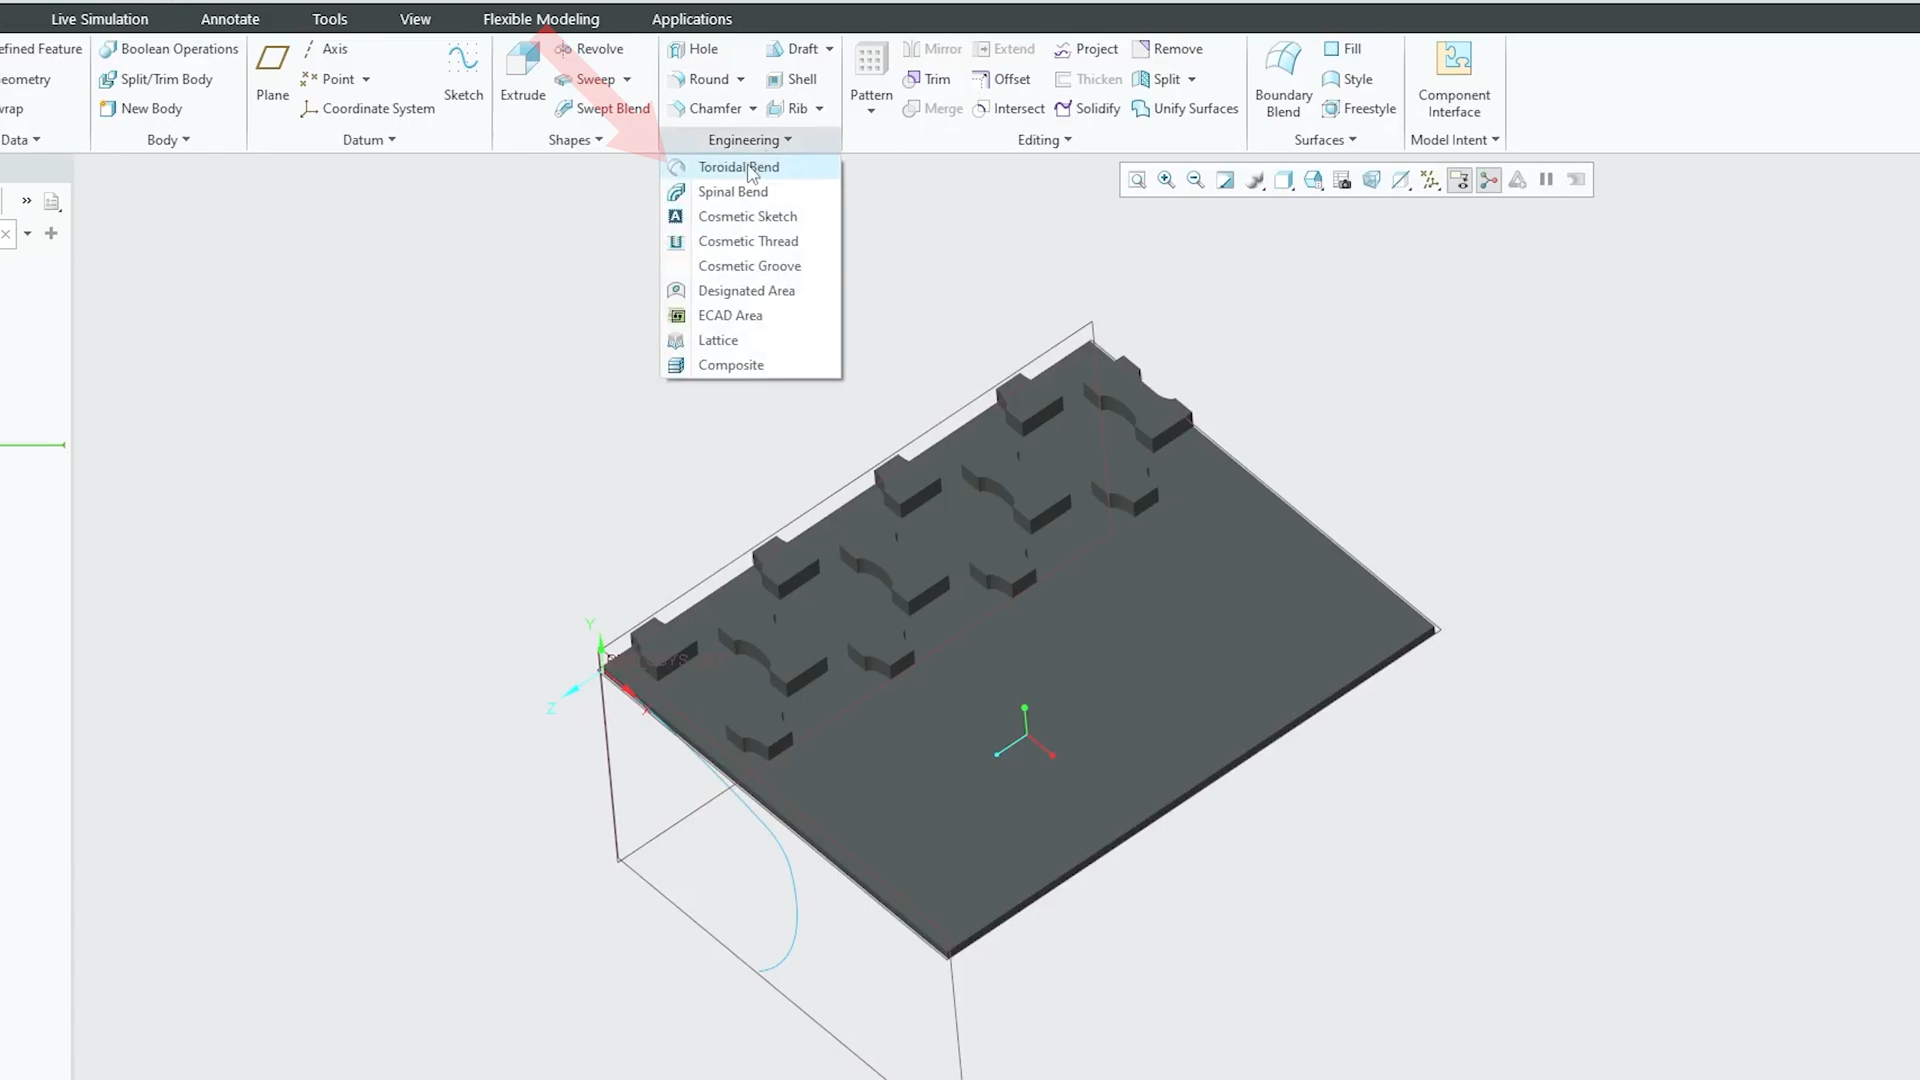 Live Simulation Annotate Tools View Flexible Modeling Applications
efined Feature Boolean Operations Axis Revolve Hole Draft Mirror Extend Project Remove Fill
eometry Split/Trim Body Point Sweep Round Shell Trim Offset Thicken Split Style
Plane Sketch Extrude Pattern Boundary Blend Component Interface
rap New Body Coordinate System Swept Blend Chamfer Rib Merge Intersect Solidify Unify Surfaces Freestyle
Data Body Datum Shapes Engineering Editing Surfaces Model Intent
Toroidal Bend
Spinal Bend
Cosmetic Sketch
Cosmetic Thread
Cosmetic Groove
Designated Area
ECAD Area
Lattice
Composite
Y
Z
X